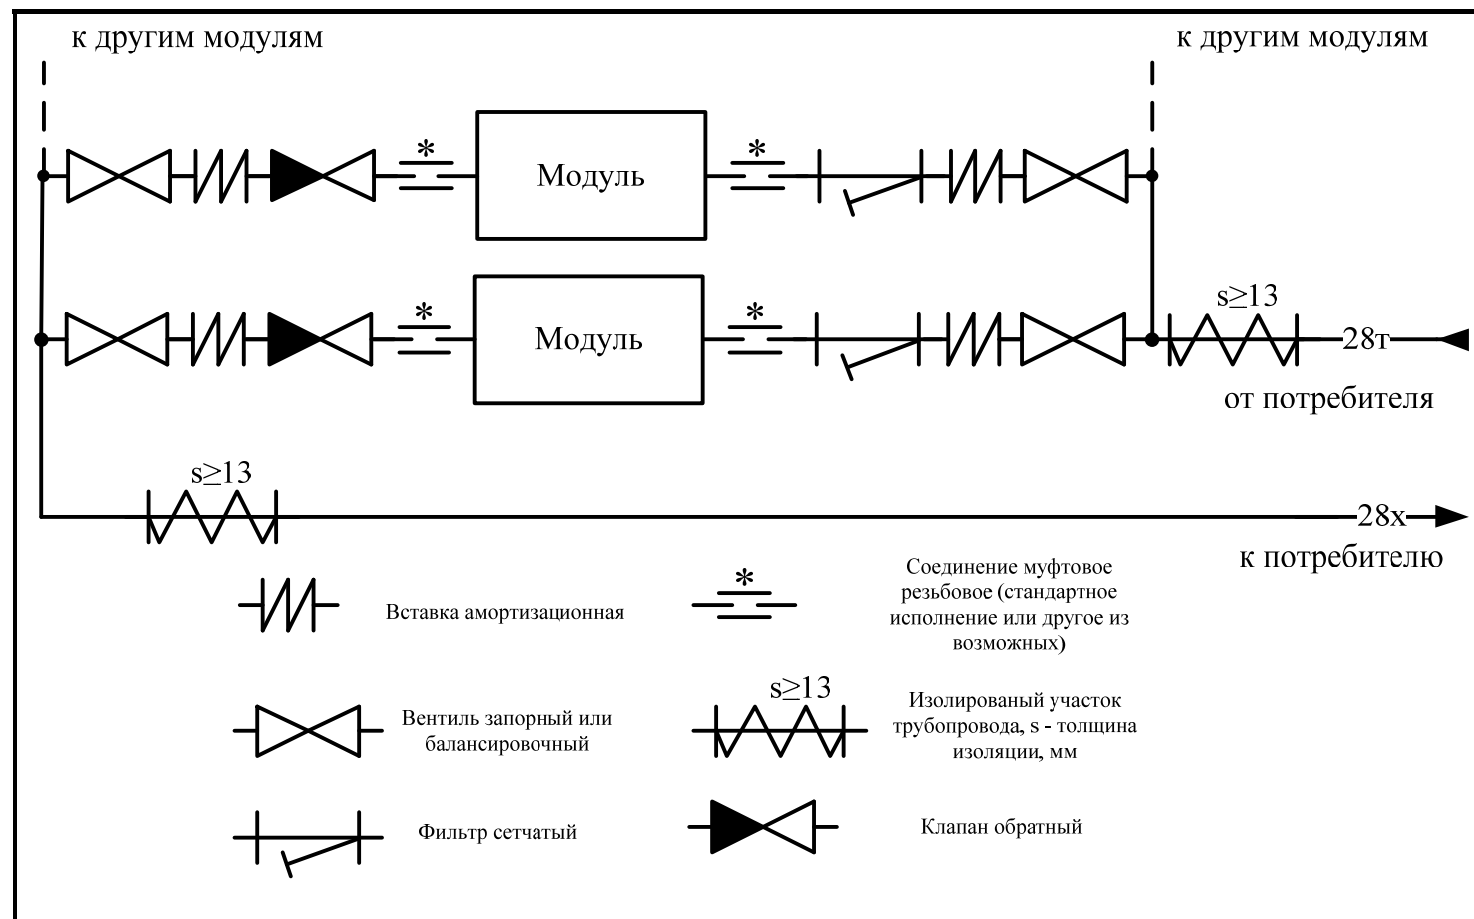 к другим модулям
к другим модулям
*
*
Модуль
*
*
Модуль
s≥13
28т
от потребителя
s≥13
28х
к потребителю
Вставка амортизационная
*
Соединение муфтовое
резьбовое (стандартное
исполнение или другое из
возможных)
Вентиль запорный или
балансировочный
s≥13
Изолированый участок
трубопровода, s - толщина
изоляции, мм
Фильтр сетчатый
Клапан обратный